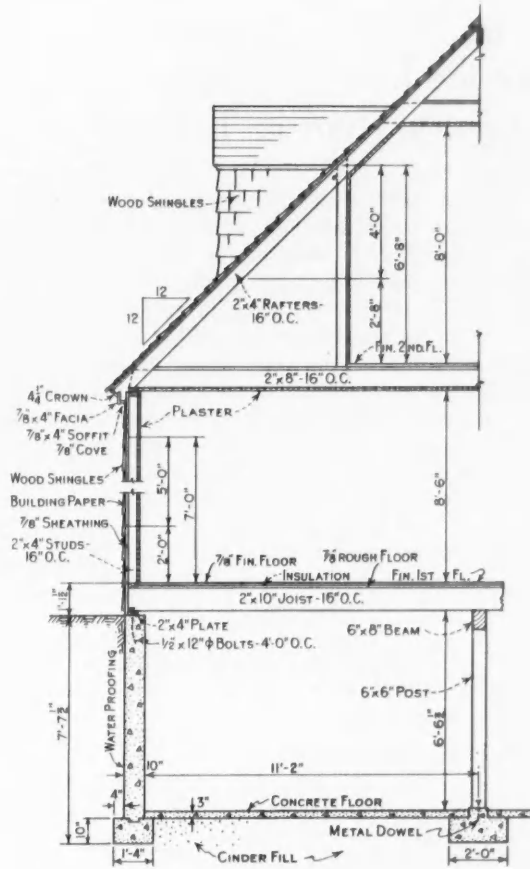 WOOD SHINGLES
12
12
2"x4" RAFTERS-
16"O.C.
4'-0"
2'-8"
6'-8"
8'-0"
FIN. 2ND. FL.
2"x8"-16"O.C.
4 1/4" CROWN
7/8"x4" FACIA
7/8"x4" SOFFIT
7/8" COVE
PLASTER
WOOD SHINGLES
BUILDING PAPER
7/8" SHEATHING
2"x4" STUDS-
16"O.C.
5'-0"
2'-0"
7'-0"
8'-6"
7/8" FIN. FLOOR
7/8" ROUGH FLOOR
INSULATION
FIN. 1ST FL.
2"x10" JOIST-16"O.C.
2"x4" PLATE
1/2"x12"ϕ BOLTS-4'-0"O.C.
6"x8" BEAM
6"x6" POST
WATER PROOFING
7'-7 1/2"
6'-6 1/2"
10"
11'-2"
4"
3"
CONCRETE FLOOR
METAL DOWEL
10"
1'-4"
CINDER FILL
2'-0"